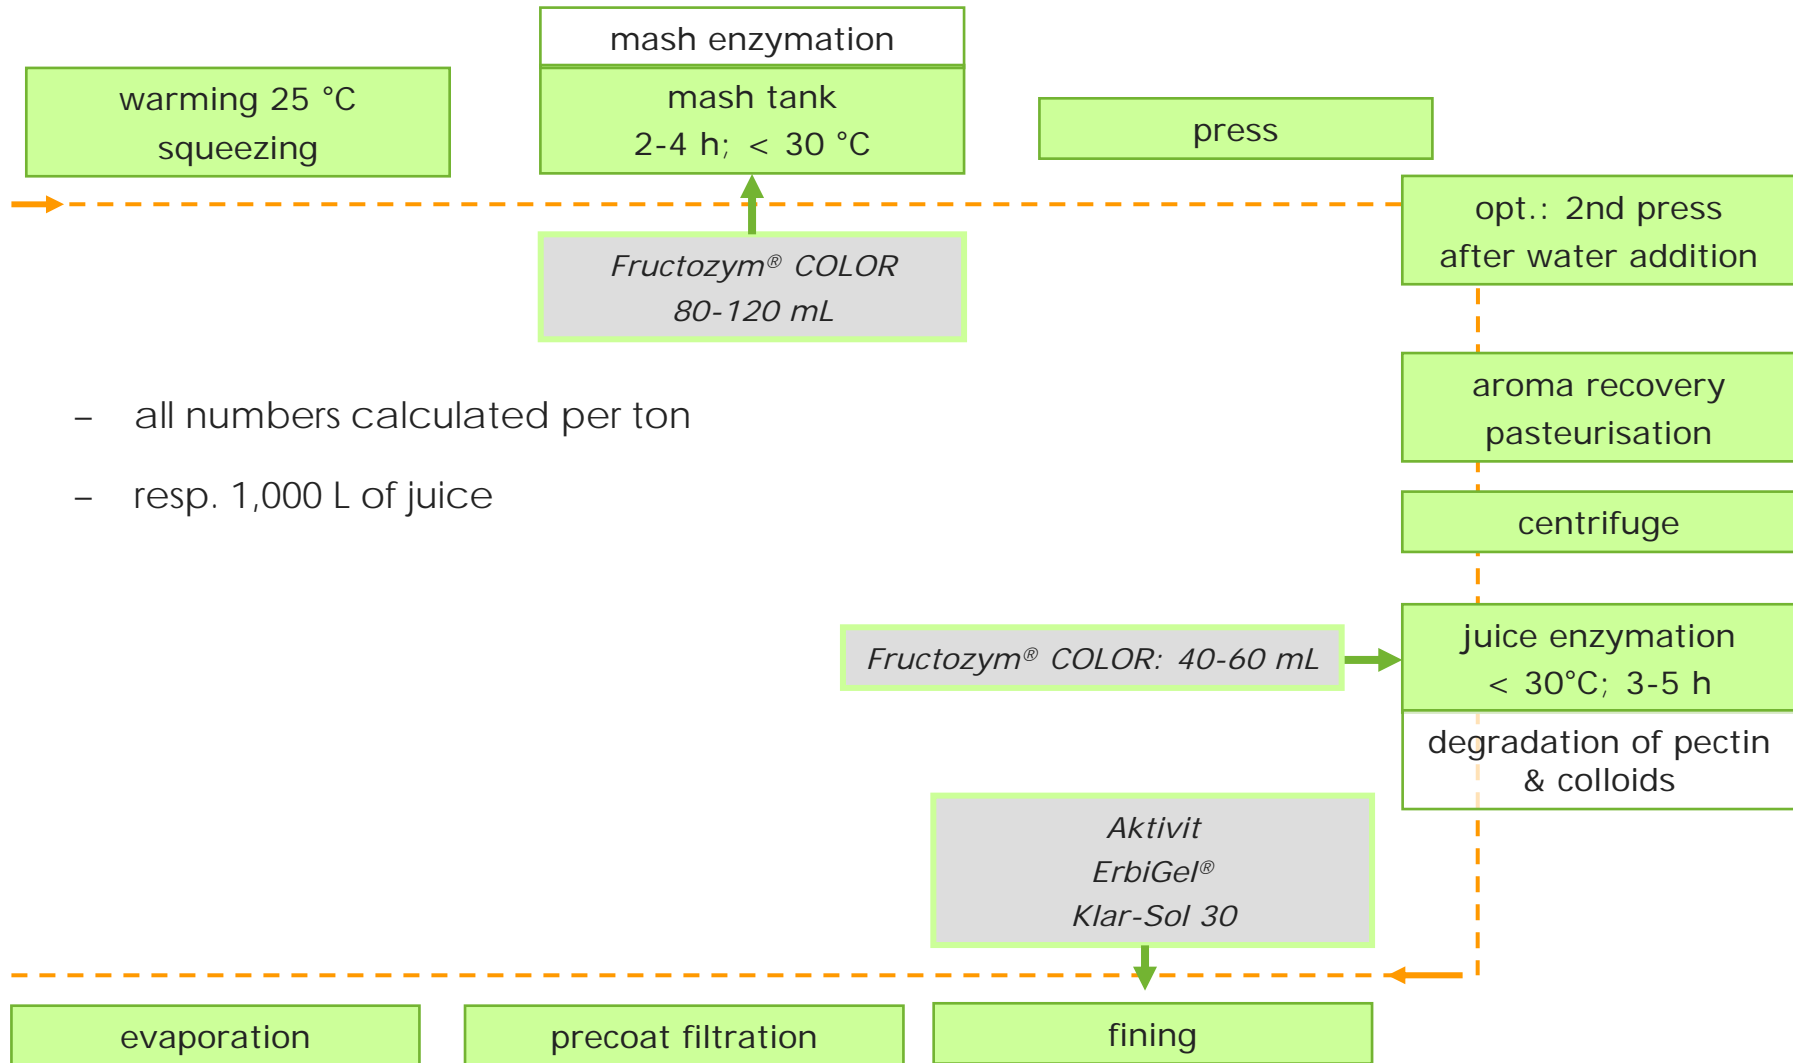 mash enzymation
warming 25 °C
squeezing
mash tank
2-4 h; < 30 °C
press
opt.: 2nd press
after water addition
Fructozym® COLOR
80-120 mL
aroma recovery
pasteurisation
– all numbers calculated per ton
– resp. 1,000 L of juice
centrifuge
Fructozym® COLOR: 40-60 mL
juice enzymation
< 30°C; 3-5 h
degradation of pectin
& colloids
Aktivit
ErbiGel®
Klar-Sol 30
evaporation
precoat filtration
fining